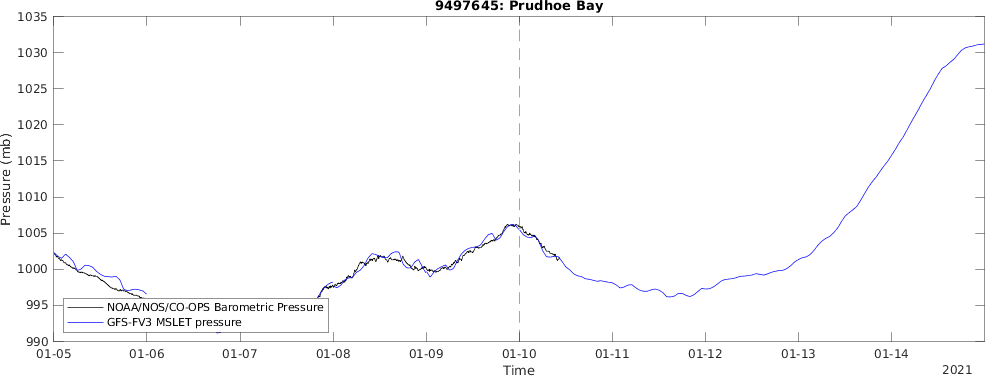 9497645: Prudhoe Bay
1035
1030
1025
1020
1015
1010
1005
1000
995
990
Pressure (mb)
NOAA/NOS/CO-OPS Barometric Pressure
GFS-FV3 MSLET pressure
01-05 01-06 01-07 01-08 01-09 01-10 01-11 01-12 01-13 01-14
Time
2021